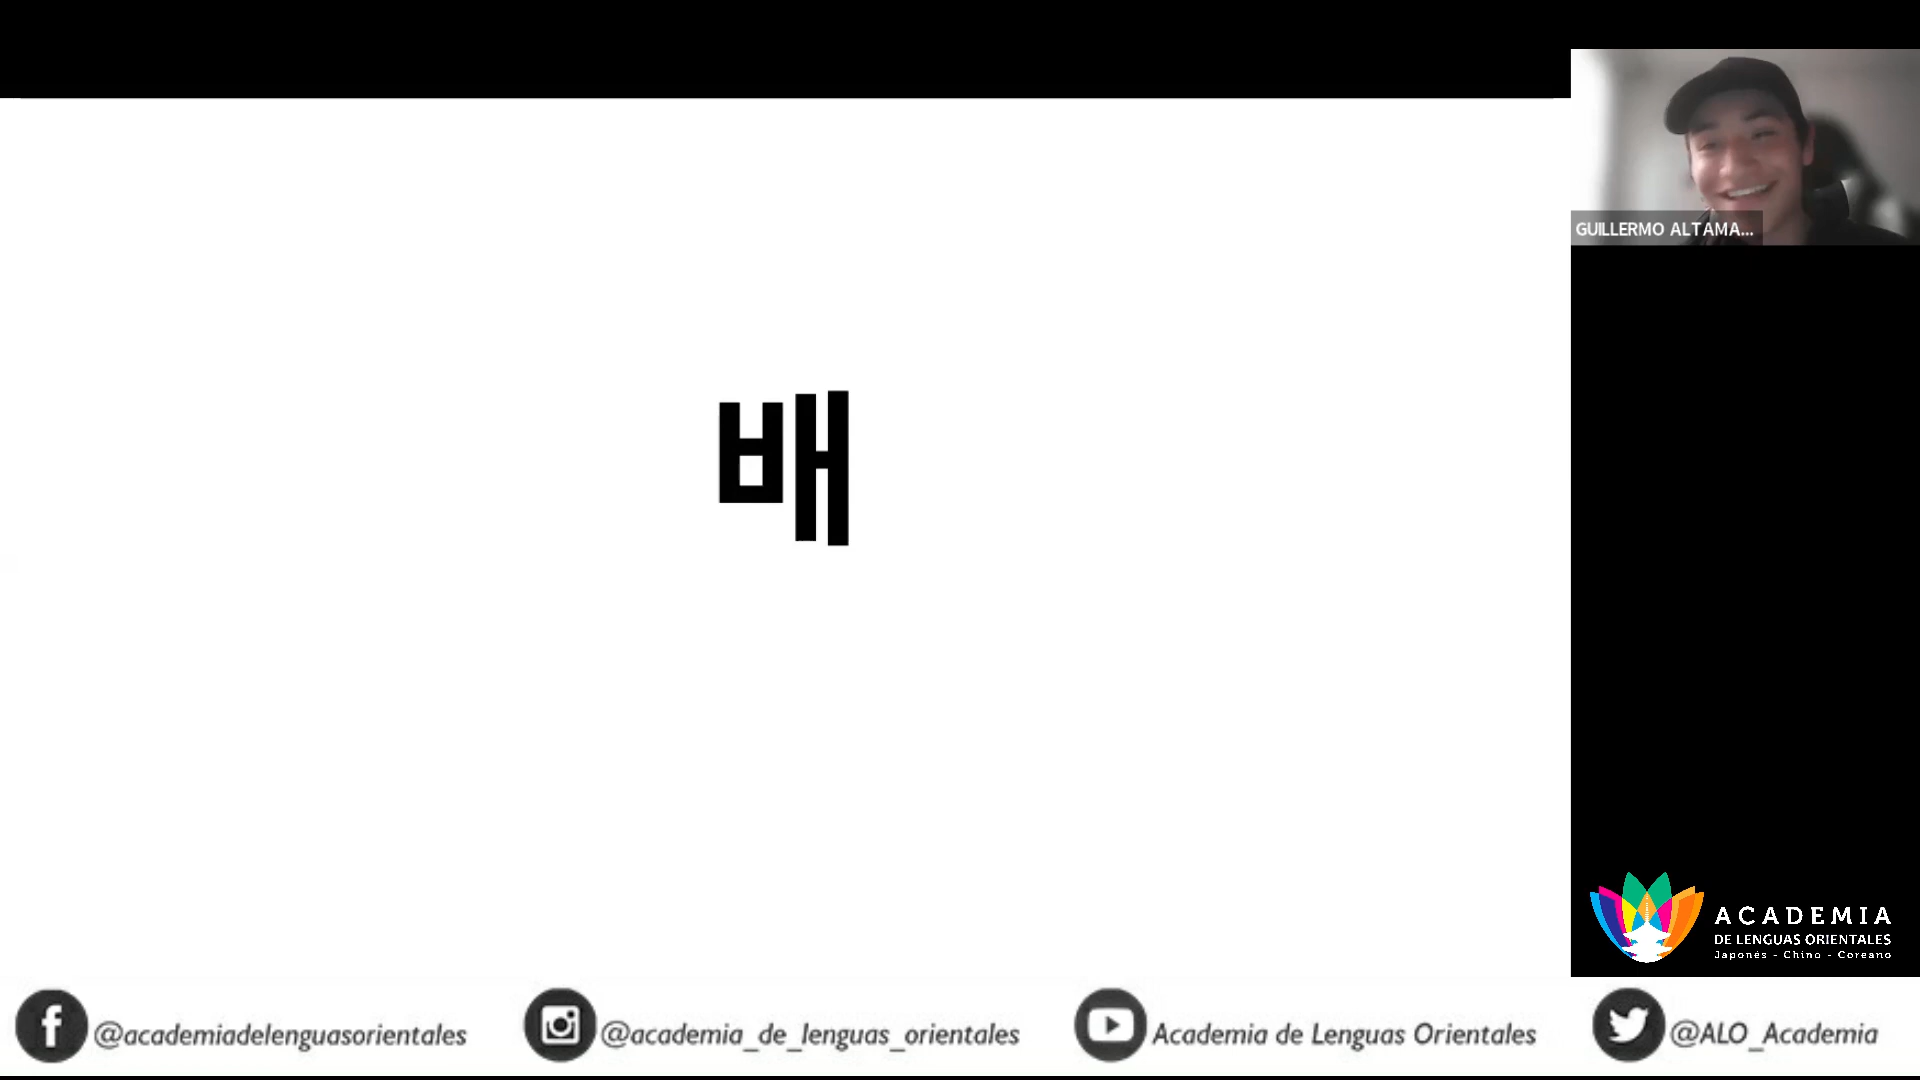 GUILLERMO ALTAMA...
배
ACADEMIA
DE LENGUAS ORIENTALES
Japonés - Chino - Coreano
@academiadelenguasorientales
@academia_de_lenguas_orientales
Academia de Lenguas Orientales
@ALO_Academia